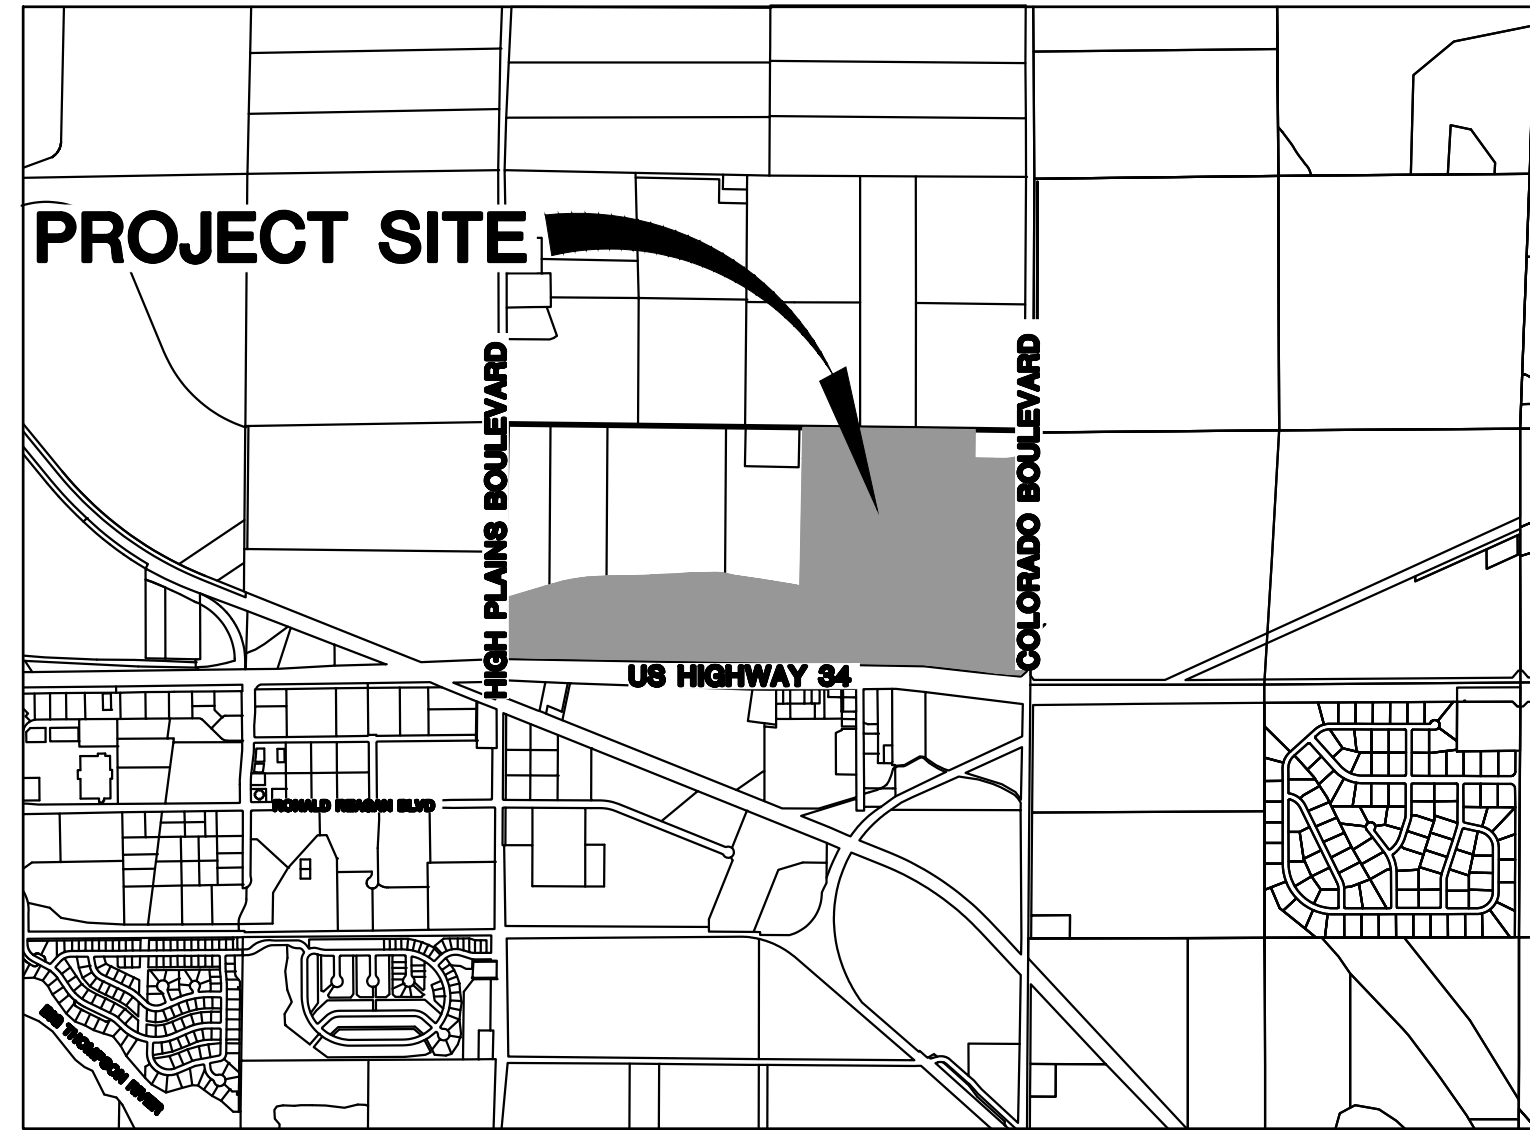 PROJECT SITE
HIGH PLAINS BOULEVARD
COLORADO BOULEVARD
US HIGHWAY 34
RONALD REAGAN BLVD
BIG THOMPSON RIVER